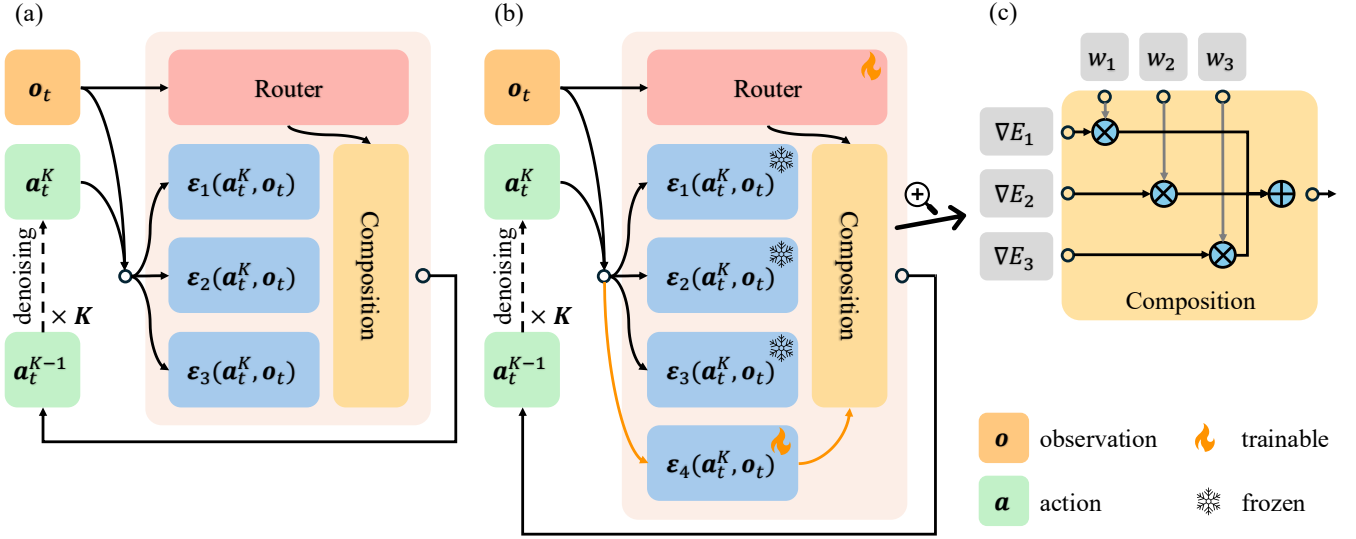 (a)
o_t
Router
a_t^K
ε_1(a_t^K, o_t)
ε_2(a_t^K, o_t)
ε_3(a_t^K, o_t)
Composition
denoising
× K
a_t^{K-1}
(b)
o_t
Router
a_t^K
ε_1(a_t^K, o_t)
ε_2(a_t^K, o_t)
ε_3(a_t^K, o_t)
ε_4(a_t^K, o_t)
Composition
denoising
× K
a_t^{K-1}
(c)
w_1 w_2 w_3
∇E_1
∇E_2
∇E_3
Composition
o observation
trainable
a action
frozen